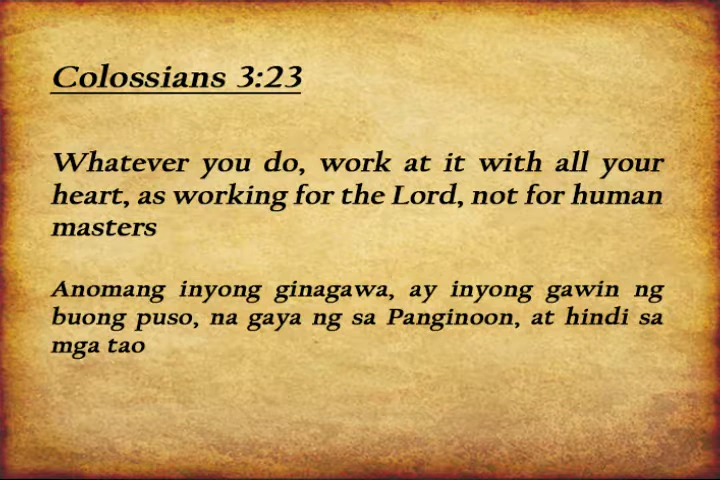 Colossians 3:23
Whatever you do, work at it with all your
heart, as working for the Lord, not for human
masters
Anomang inyong ginagawa, ay inyong gawin ng
buong puso, na gaya ng sa Panginoon, at hindi sa
mga tao